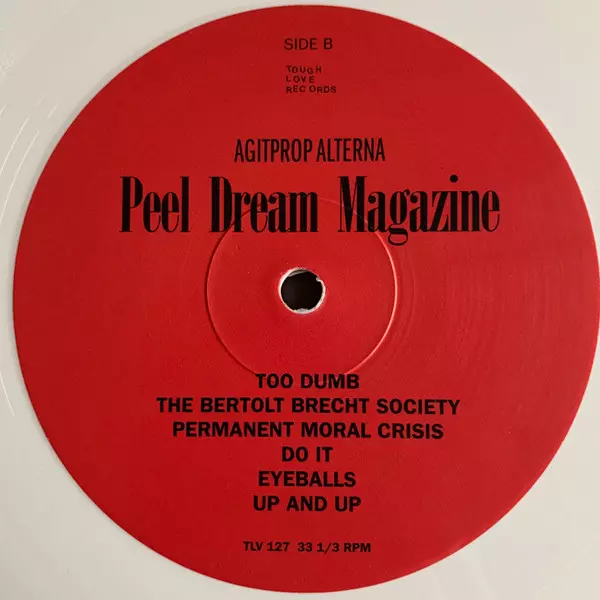 SIDE B
TOUGH
LOVE
RECORDS
AGITPROP ALTERNA
Peel Dream Magazine
TOO DUMB
THE BERTOLT BRECHT SOCIETY
PERMANENT MORAL CRISIS
DO IT
EYEBALLS
UP AND UP
TLV 127 33 1/3 RPM